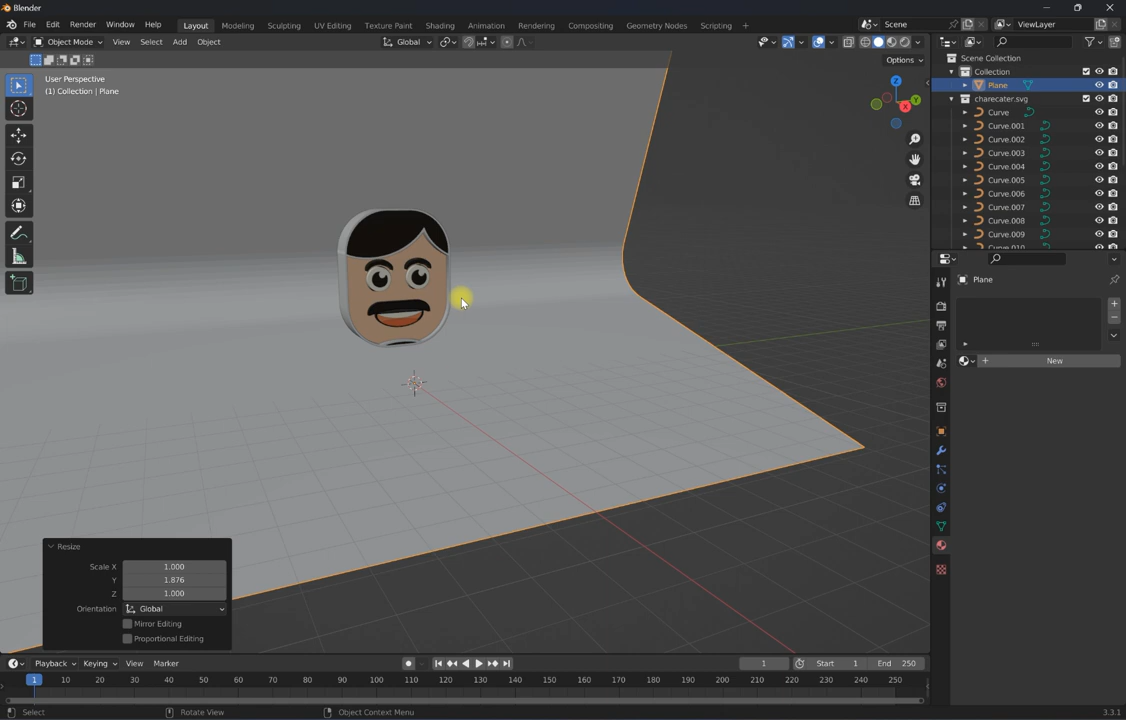 Blender
File Edit Render Window Help Layout Modeling Sculpting UV Editing Texture Paint Shading Animation Rendering Compositing Geometry Nodes Scripting + Scene ViewLayer
Object Mode View Select Add Object Global
Options
User Perspective
(1) Collection | Plane
Z
Y
X
Scene Collection
Collection
Plane
charecater.svg
Curve
Curve.001
Curve.002
Curve.003
Curve.004
Curve.005
Curve.006
Curve.007
Curve.008
Curve.009
Curve.010
Plane
+ New
Resize
Scale X 1.000
Y 1.876
Z 1.000
Orientation Global
Mirror Editing
Proportional Editing
Playback Keying View Marker 1 Start 1 End 250
1 10 20 30 40 50 60 70 80 90 100 110 120 130 140 150 160 170 180 190 200 210 220 230 240 250
Select Rotate View Object Context Menu 3.3.1